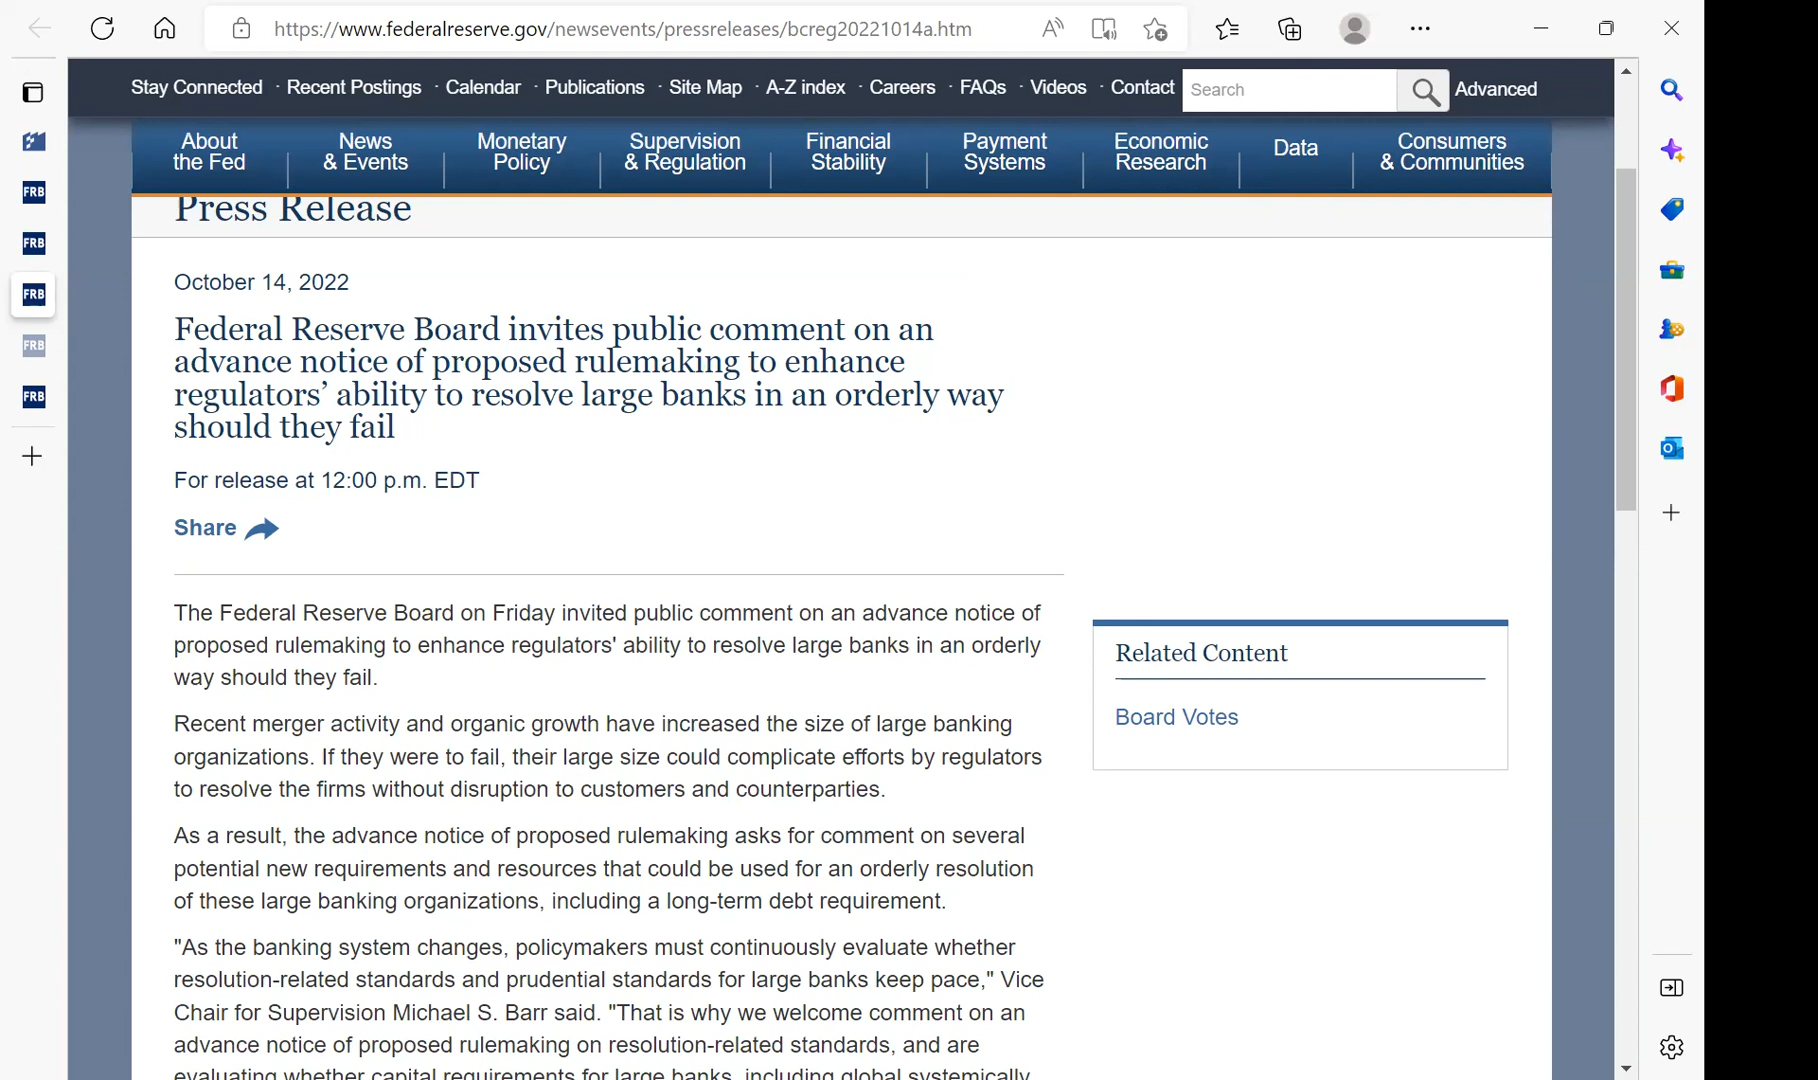 https://www.federalreserve.gov/newsevents/pressreleases/bcreg20221014a.htm
Stay Connected · Recent Postings · Calendar · Publications · Site Map · A-Z index · Careers · FAQs · Videos · Contact Search Advanced
About the Fed
News & Events
Monetary Policy
Supervision & Regulation
Financial Stability
Payment Systems
Economic Research
Data
Consumers & Communities
FRB
FRB
FRB
FRB
FRB
Press Release
October 14, 2022
Federal Reserve Board invites public comment on an
advance notice of proposed rulemaking to enhance
regulators’ ability to resolve large banks in an orderly way
should they fail
For release at 12:00 p.m. EDT
Share
The Federal Reserve Board on Friday invited public comment on an advance notice of
proposed rulemaking to enhance regulators' ability to resolve large banks in an orderly
way should they fail.
Recent merger activity and organic growth have increased the size of large banking
organizations. If they were to fail, their large size could complicate efforts by regulators
to resolve the firms without disruption to customers and counterparties.
As a result, the advance notice of proposed rulemaking asks for comment on several
potential new requirements and resources that could be used for an orderly resolution
of these large banking organizations, including a long-term debt requirement.
"As the banking system changes, policymakers must continuously evaluate whether
resolution-related standards and prudential standards for large banks keep pace," Vice
Chair for Supervision Michael S. Barr said. "That is why we welcome comment on an
advance notice of proposed rulemaking on resolution-related standards, and are
evaluating whether capital requirements for large banks, including global systemically
Related Content
Board Votes